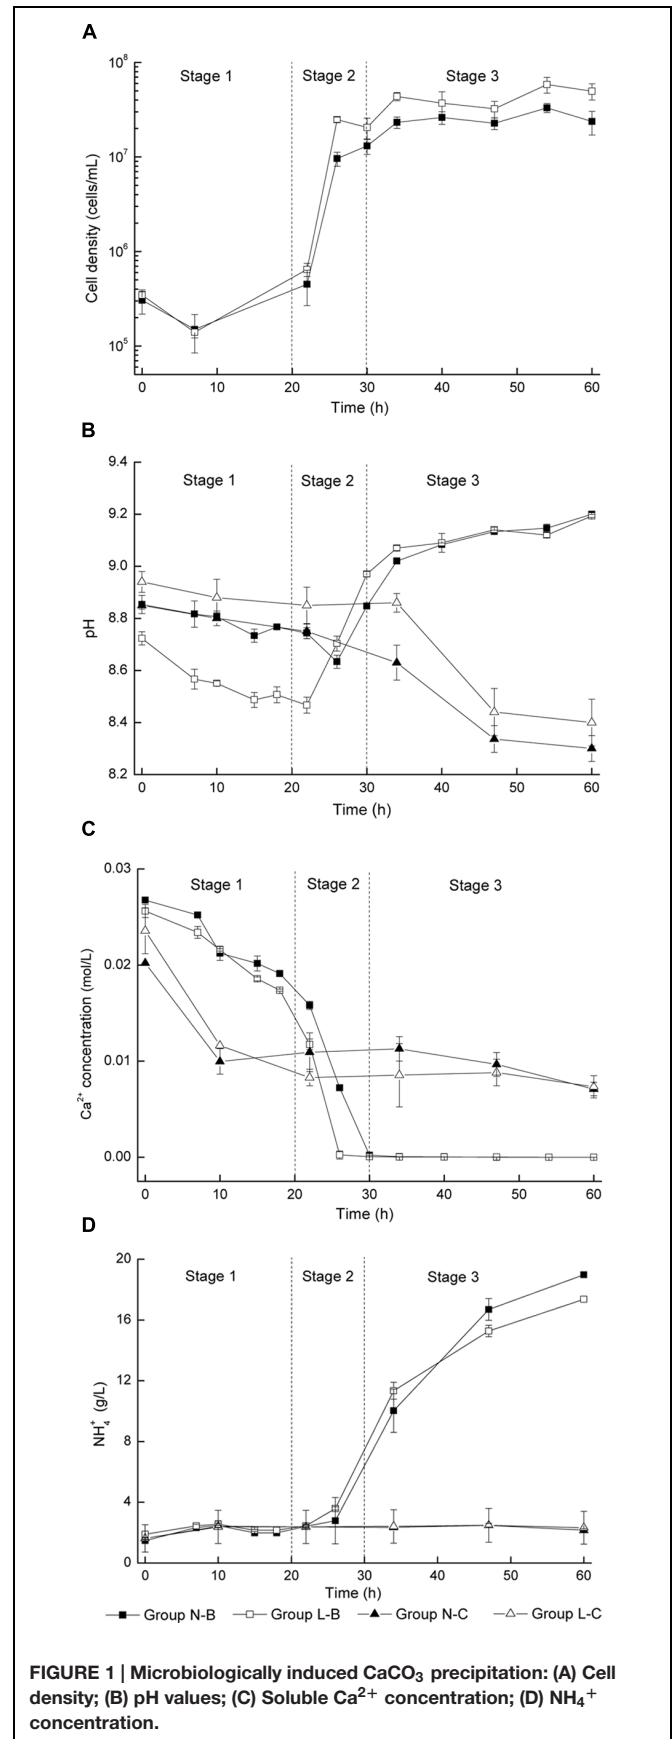 A
10⁸
Stage 1 Stage 2 Stage 3
10⁷
10⁶
10⁵
Cell density (cells/mL)
0 10 20 30 40 50 60
Time (h)
B
9.4
Stage 1 Stage 2 Stage 3
9.2
9.0
8.8
8.6
8.4
8.2
pH
0 10 20 30 40 50 60
Time (h)
C
0.03
Stage 1 Stage 2 Stage 3
0.02
0.01
0.00
Ca²⁺ concentration (mol/L)
0 10 20 30 40 50 60
Time (h)
D
20
Stage 1 Stage 2 Stage 3
16
12
8
4
0
NH₄⁺ (g/L)
0 10 20 30 40 50 60
Time (h)
Group N-B Group L-B Group N-C Group L-C
FIGURE 1 | Microbiologically induced CaCO₃ precipitation: (A) Cell
density; (B) pH values; (C) Soluble Ca²⁺ concentration; (D) NH₄⁺
concentration.